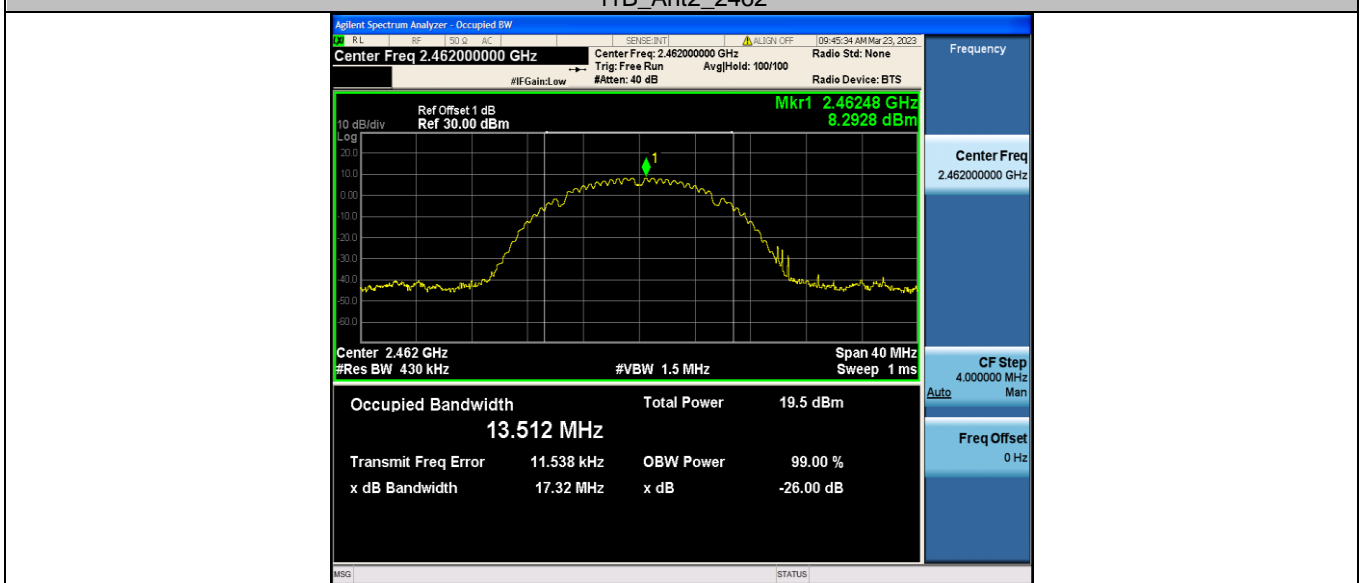 11B_Ant2_2462
Agilent Spectrum Analyzer - Occupied BW
RL RF 50 Ω AC SENSE:INT ALIGN OFF 09:45:34 AM Mar 23, 2023
Center Freq 2.462000000 GHz
Center Freq: 2.462000000 GHz Radio Std: None
Trig: Free Run Avg|Hold: 100/100
#IFGain:Low #Atten: 40 dB Radio Device: BTS
Ref Offset 1 dB
10 dB/div Ref 30.00 dBm
Mkr1 2.46248 GHz
8.2928 dBm
Log
20.0
10.0
0.00
-10.0
-20.0
-30.0
-40.0
-50.0
-60.0
1
Center 2.462 GHz Span 40 MHz
#Res BW 430 kHz #VBW 1.5 MHz Sweep 1 ms
Occupied Bandwidth Total Power 19.5 dBm
13.512 MHz
Transmit Freq Error 11.538 kHz OBW Power 99.00 %
x dB Bandwidth 17.32 MHz x dB -26.00 dB
MSG STATUS
Frequency
Center Freq
2.462000000 GHz
CF Step
4.000000 MHz
Auto Man
Freq Offset
0 Hz